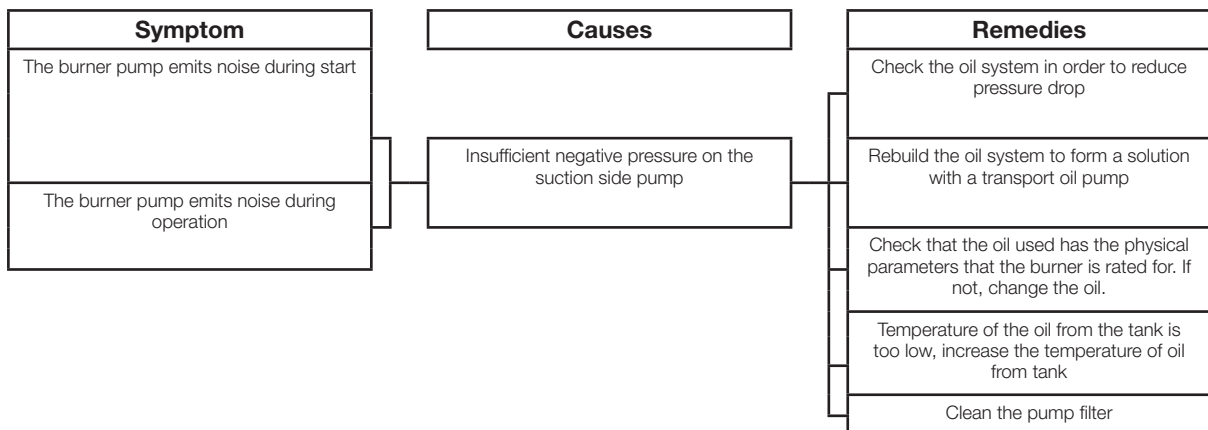 Symptom
Causes
Remedies
The burner pump emits noise during start
The burner pump emits noise during
operation
Insufficient negative pressure on the
suction side pump
Check the oil system in order to reduce
pressure drop
Rebuild the oil system to form a solution
with a transport oil pump
Check that the oil used has the physical
parameters that the burner is rated for. If
not, change the oil.
Temperature of the oil from the tank is
too low, increase the temperature of oil
from tank
Clean the pump filter